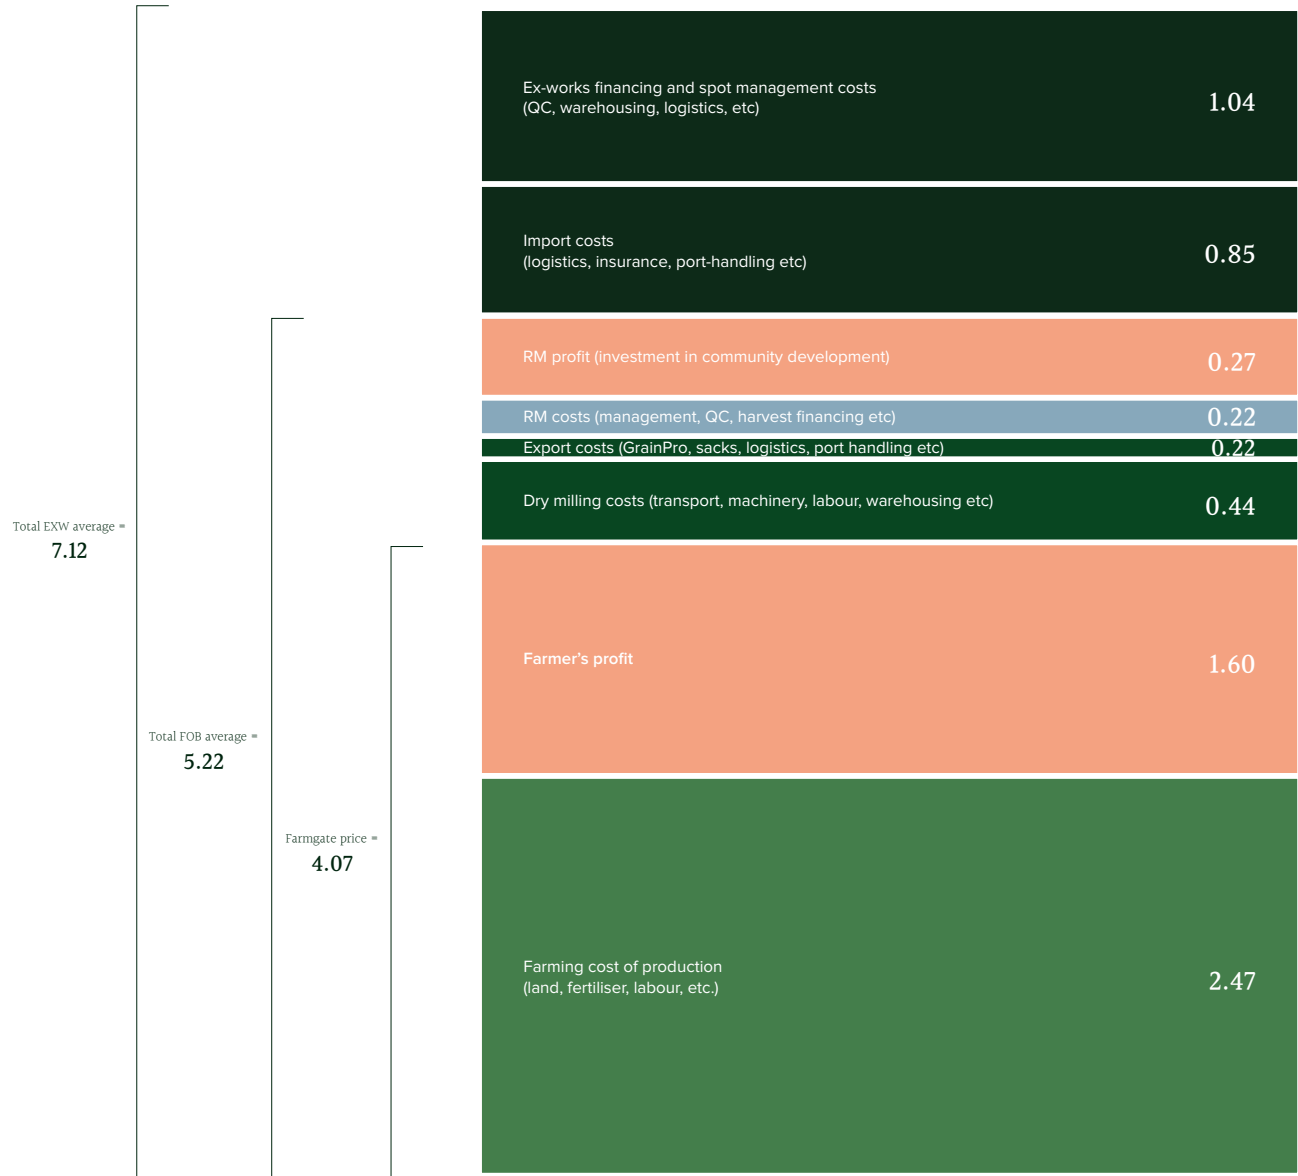 Ex-works financing and spot management costs
(QC, warehousing, logistics, etc)
1.04
Import costs
(logistics, insurance, port-handling etc)
0.85
RM profit (investment in community development)
0.27
RM costs (management, QC, harvest financing etc)
0.22
Export costs (GrainPro, sacks, logistics, port handling etc)
0.22
Dry milling costs (transport, machinery, labour, warehousing etc)
0.44
Total EXW average =
7.12
Farmer's profit
1.60
Total FOB average =
5.22
Farmgate price =
4.07
Farming cost of production
(land, fertiliser, labour, etc.)
2.47